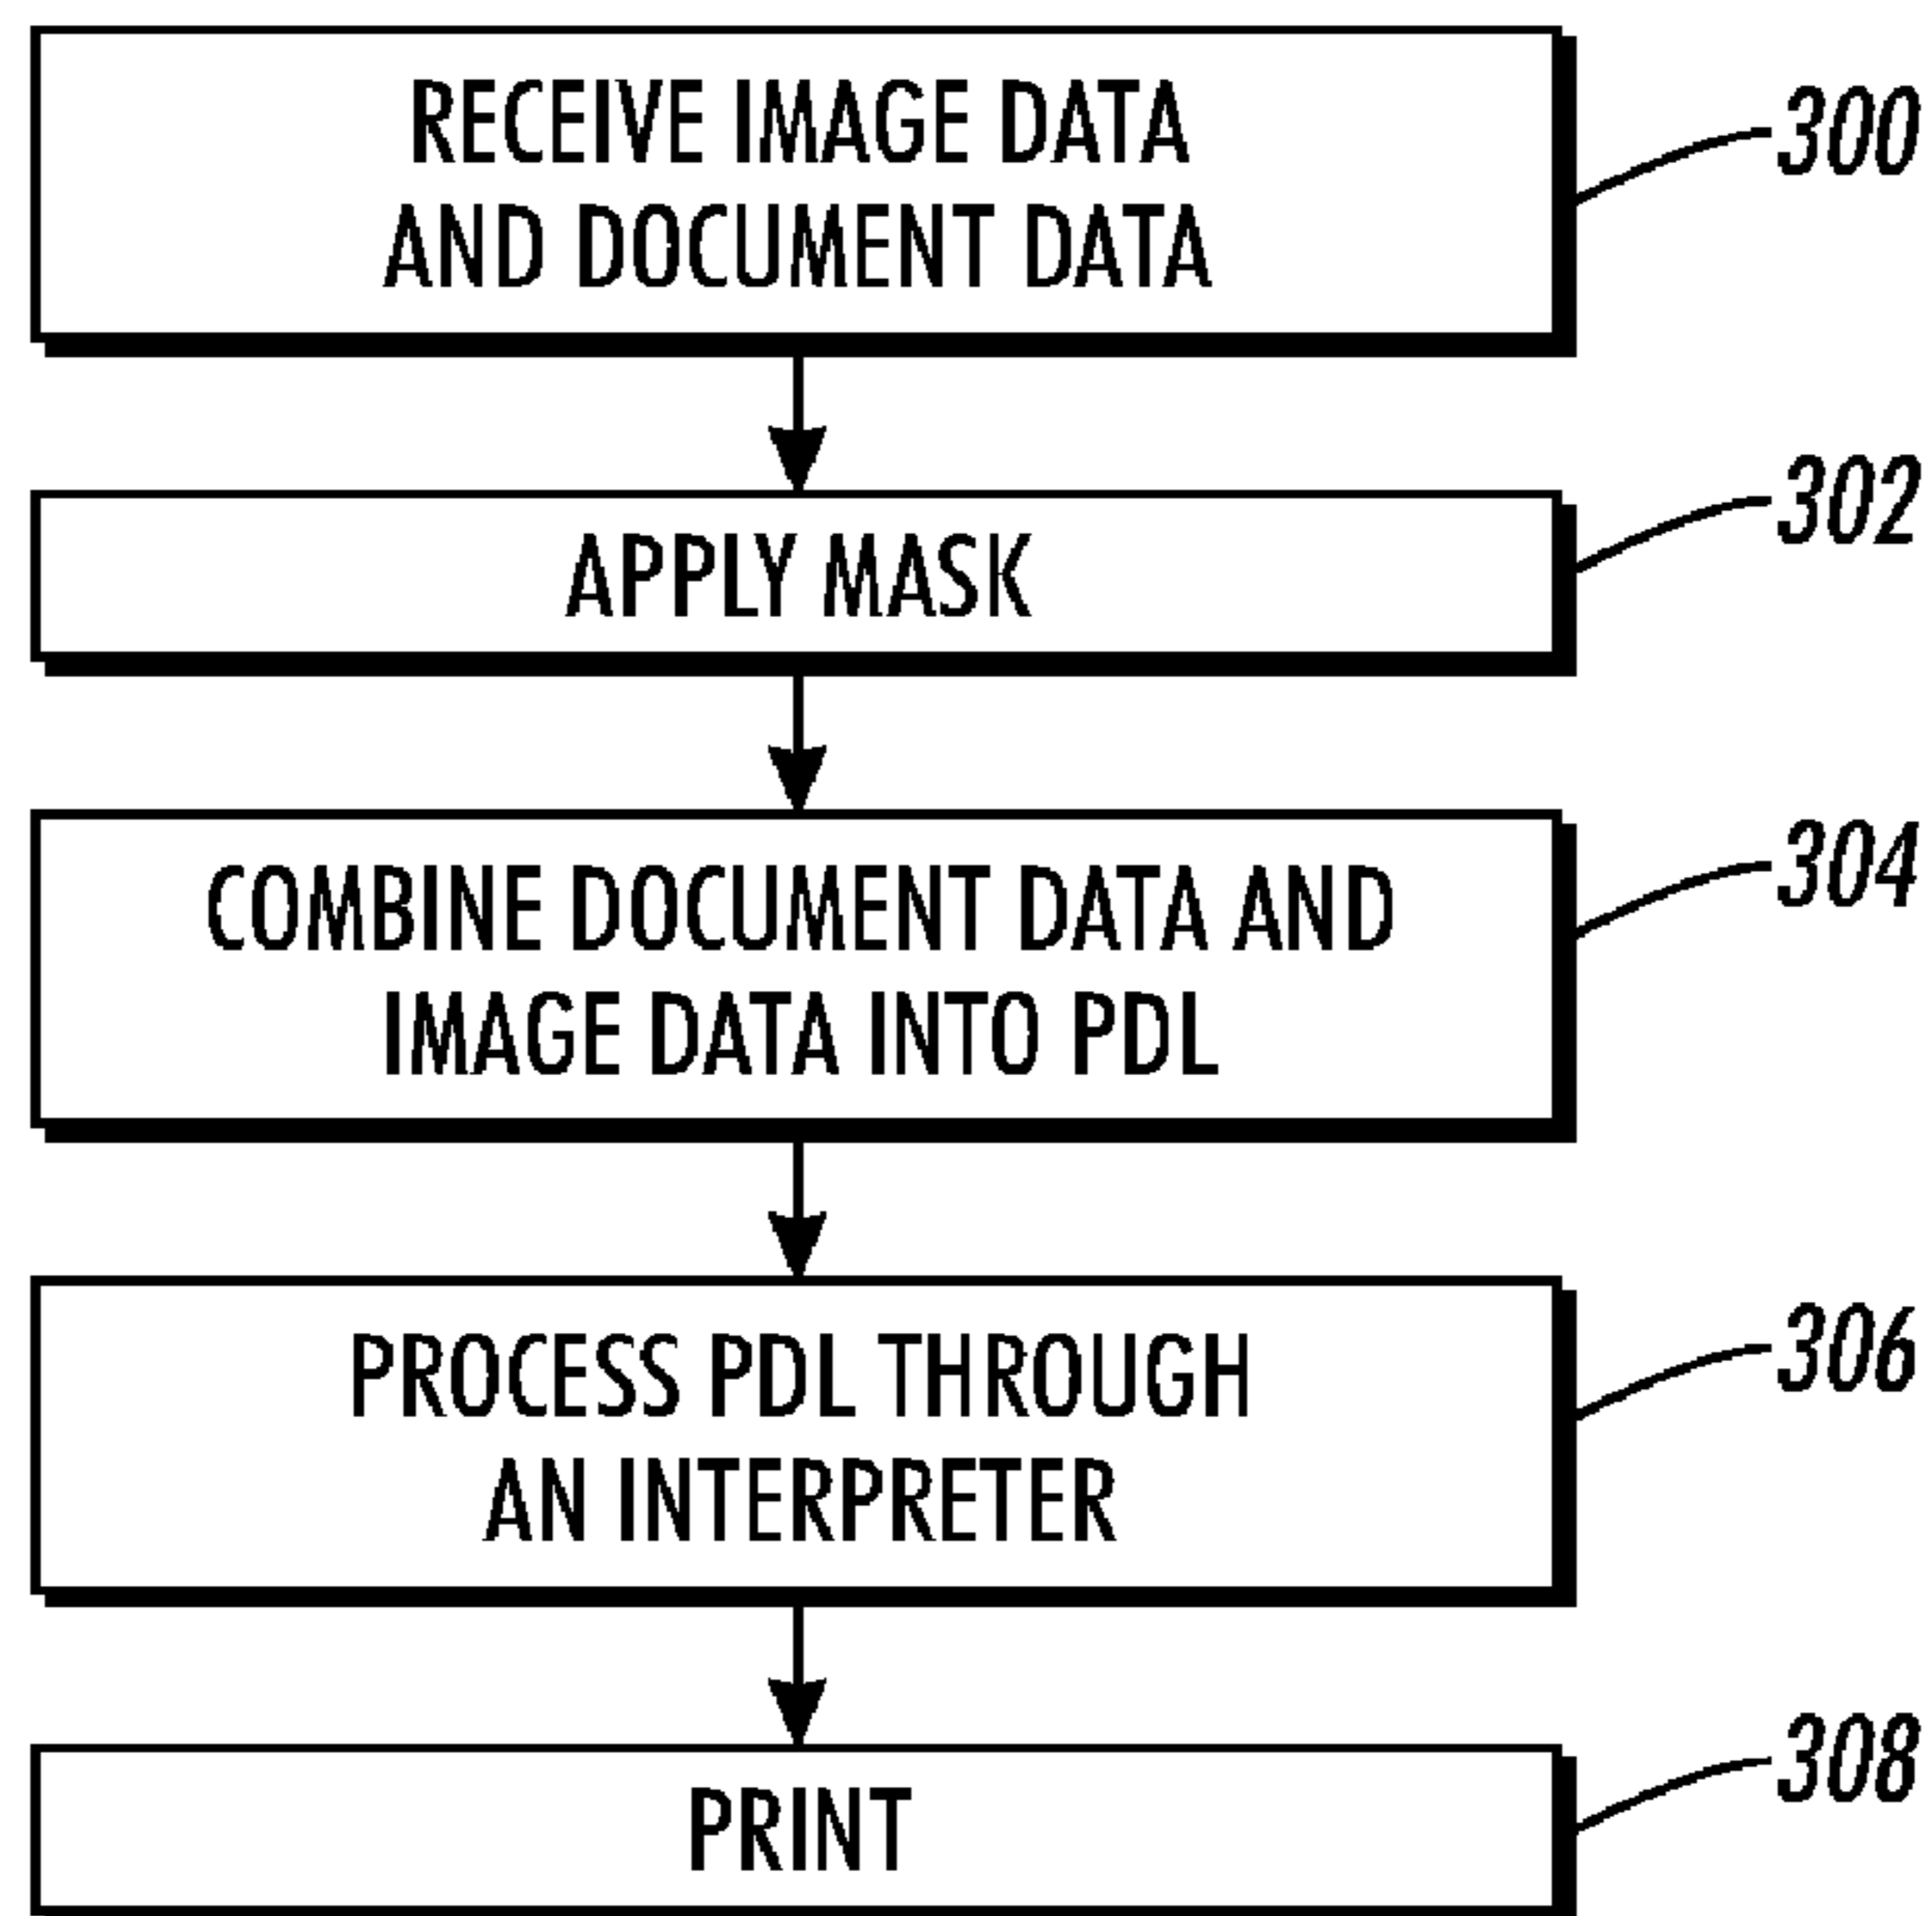 RECEIVE IMAGE DATA
AND DOCUMENT DATA
300
APPLY MASK
302
COMBINE DOCUMENT DATA AND
IMAGE DATA INTO PDL
304
PROCESS PDL THROUGH
AN INTERPRETER
306
PRINT
308